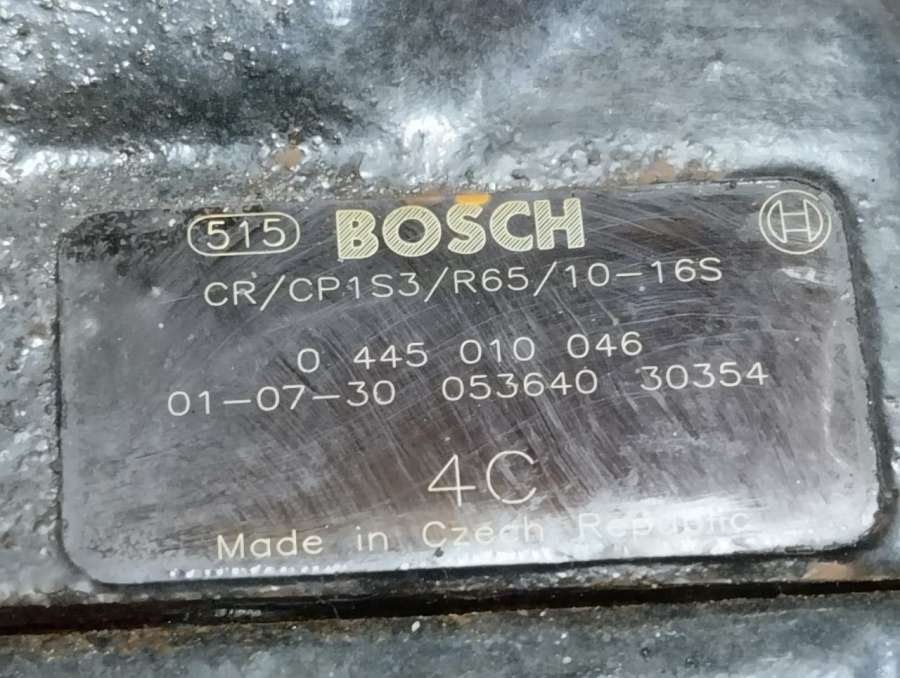 515 BOSCH
CR/CP1S3/R65/10-16S
0 445 010 046
01-07-30 053640 30354
4C
Made in Czech Republic